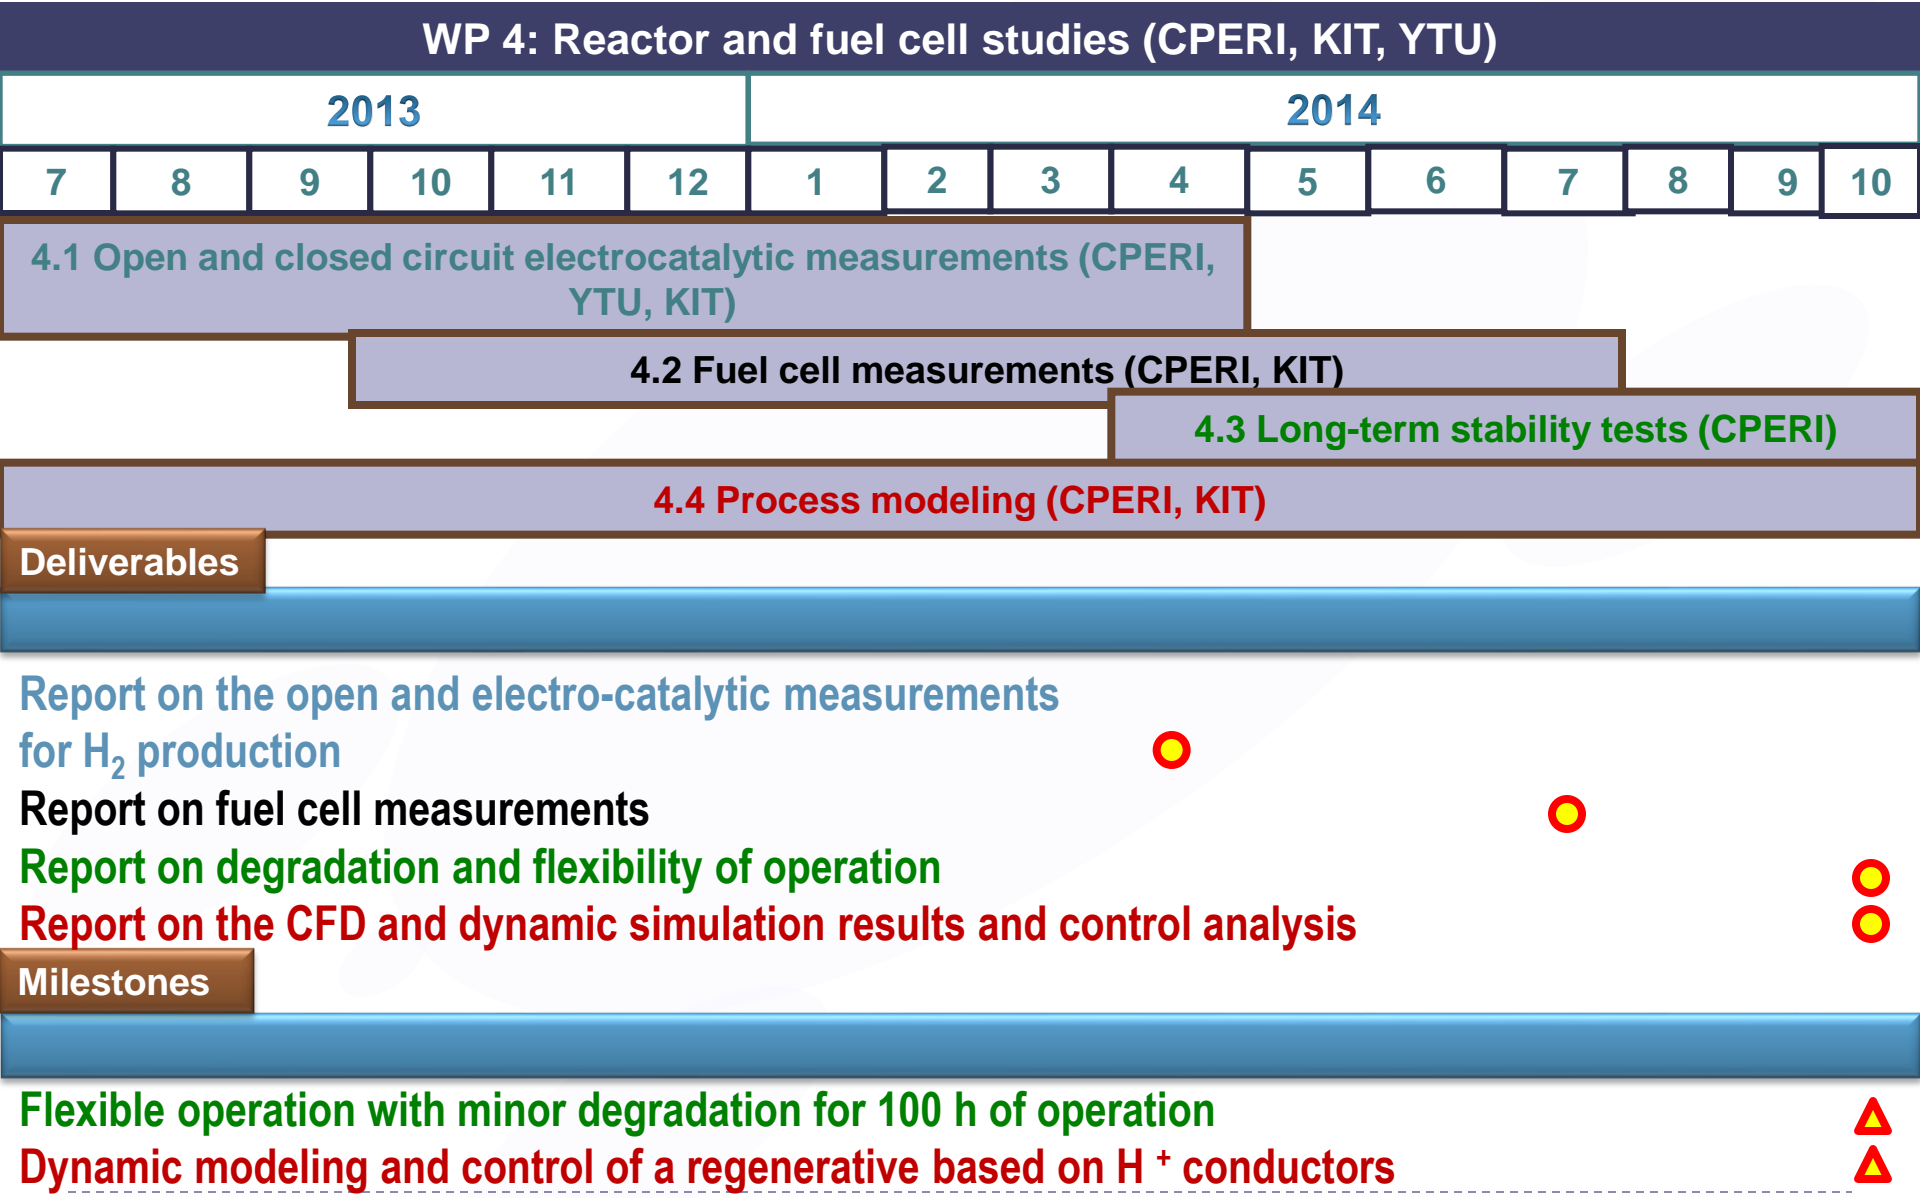 WP 4: Reactor and fuel cell studies (CPERI, KIT, YTU)
2013 2014
7 8 9 10 11 12 1 2 3 4 5 6 7 8 9 10
4.1 Open and closed circuit electrocatalytic measurements (CPERI,
YTU, KIT)
4.2 Fuel cell measurements (CPERI, KIT)
4.3 Long-term stability tests (CPERI)
4.4 Process modeling (CPERI, KIT)
Deliverables
Report on the open and electro-catalytic measurements
for H₂ production
Report on fuel cell measurements
Report on degradation and flexibility of operation
Report on the CFD and dynamic simulation results and control analysis
Milestones
Flexible operation with minor degradation for 100 h of operation
Dynamic modeling and control of a regenerative based on H ⁺ conductors